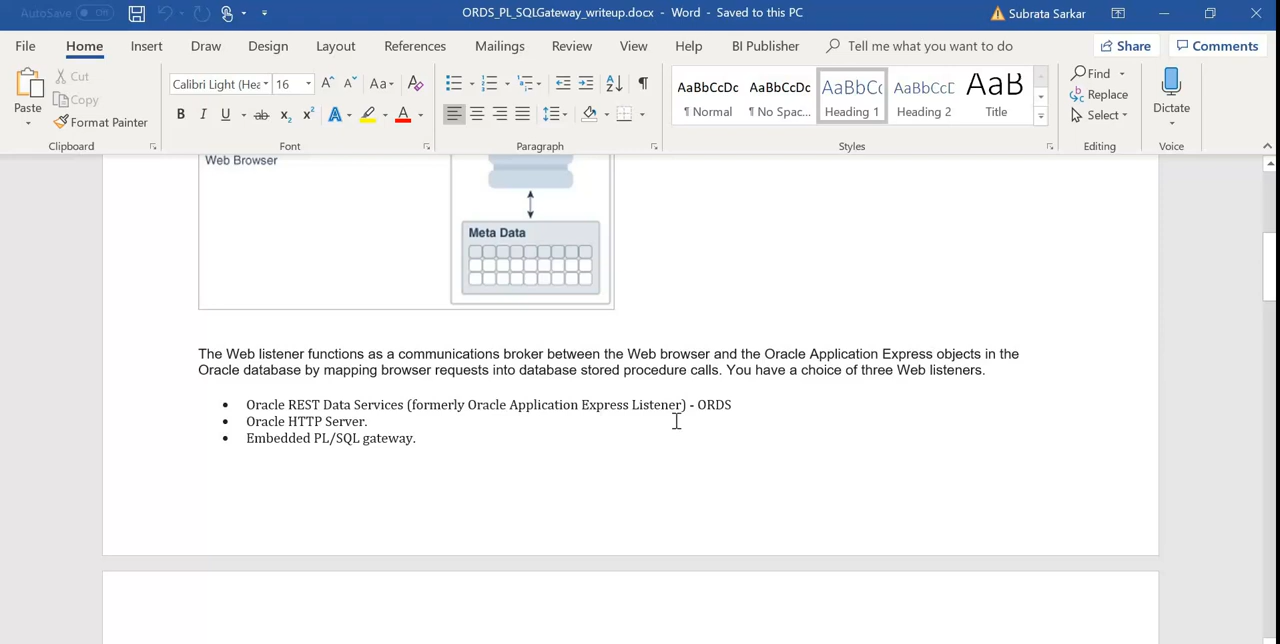 AutoSave Off ORDS_PL_SQLGateway_writeup.docx - Word - Saved to this PC Subrata Sarkar
File Home Insert Draw Design Layout References Mailings Review View Help BI Publisher Tell me what you want to do Share Comments
Paste Cut Copy Format Painter
Calibri Light (Hea 16 Aa
B I U ab x₂ x² A A
AaBbCcDc AaBbCcDc AaBbCc AaBbCcD AaB
¶ Normal ¶ No Spac... Heading 1 Heading 2 Title
Find Replace Select
Dictate
Clipboard Font Paragraph Styles Editing Voice
Web Browser
Meta Data
The Web listener functions as a communications broker between the Web browser and the Oracle Application Express objects in the
Oracle database by mapping browser requests into database stored procedure calls. You have a choice of three Web listeners.
• Oracle REST Data Services (formerly Oracle Application Express Listener) - ORDS
• Oracle HTTP Server.
• Embedded PL/SQL gateway.